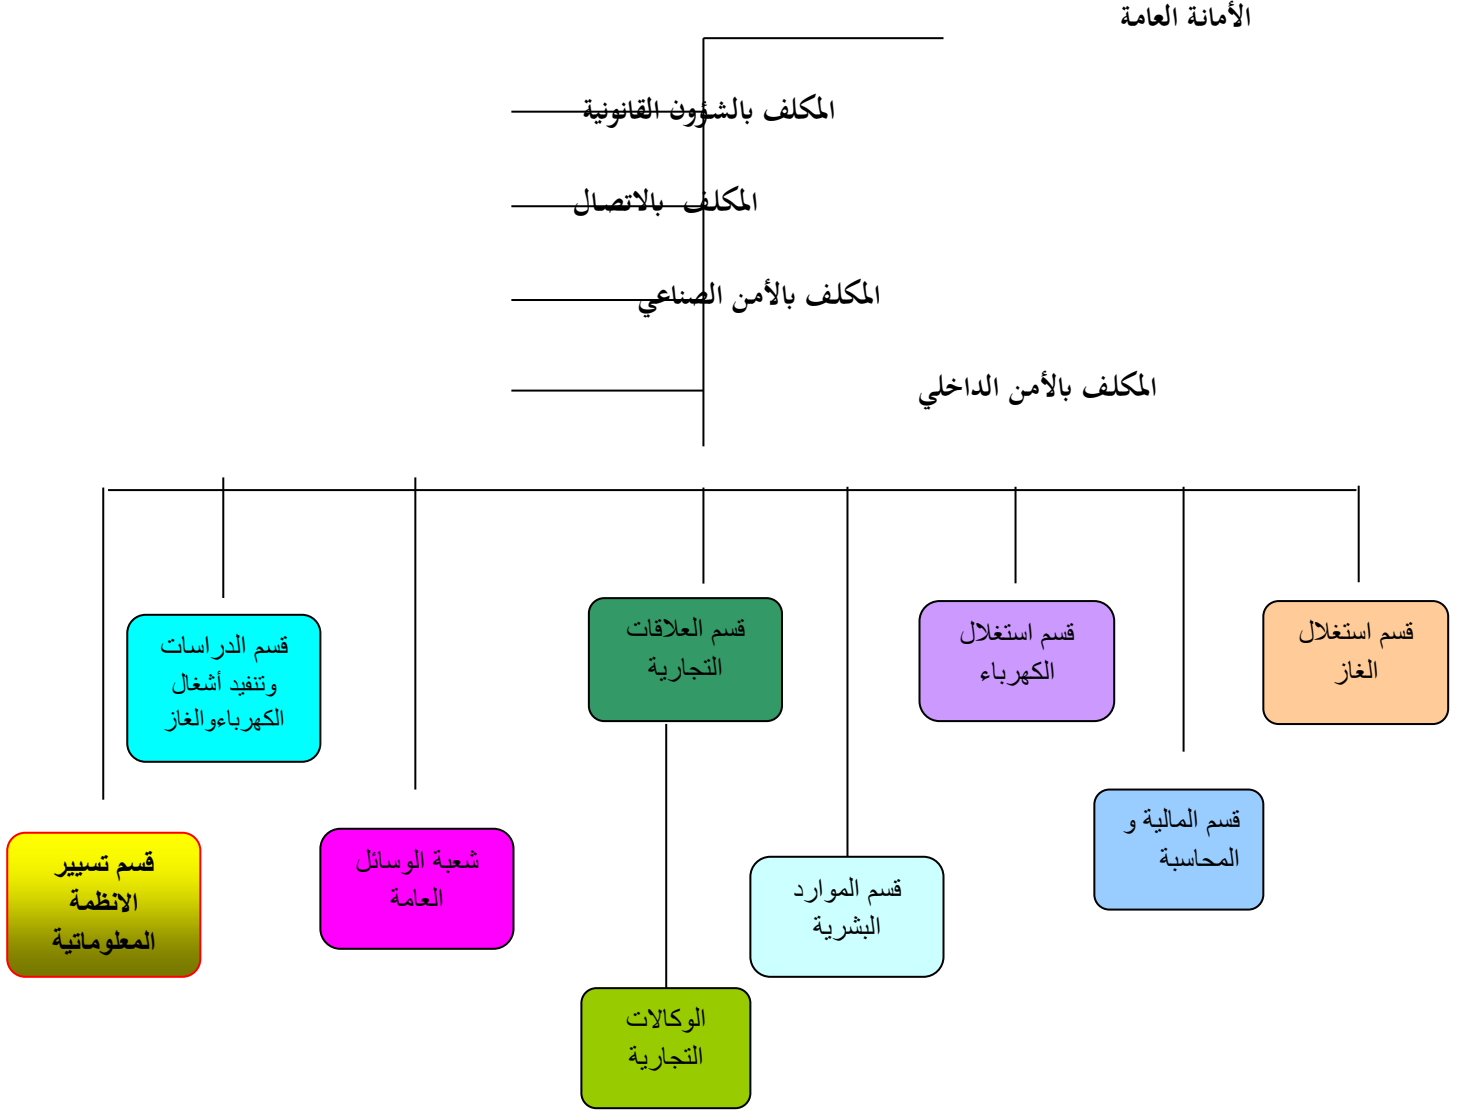 الأمانة العامة
المكلف بالشؤون القانونية
المكلف بالاتصال
المكلف بالأمن الصناعي
المكلف بالأمن الداخلي
قسم استغلال
الغاز
قسم استغلال
الكهرباء
قسم العلاقات
التجارية
قسم الدراسات
وتنفيد أشغال
الكهرباءوالغاز
قسم المالية و
المحاسبة
قسم الموارد
البشرية
شعبة الوسائل
العامة
قسم تسيير
الانظمة
المعلوماتية
الوكالات
التجارية